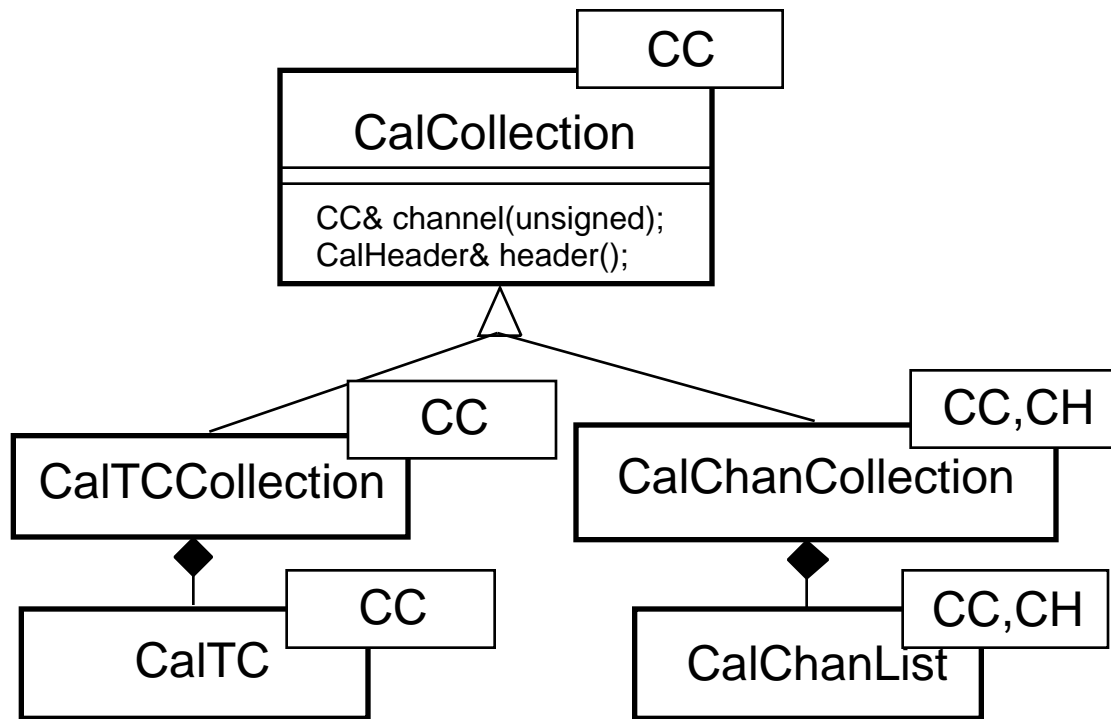 CC
CalCollection
CC& channel(unsigned);
CalHeader& header();
CC
CalTCCollection
CC,CH
CalChanCollection
CC
CalTC
CC,CH
CalChanList